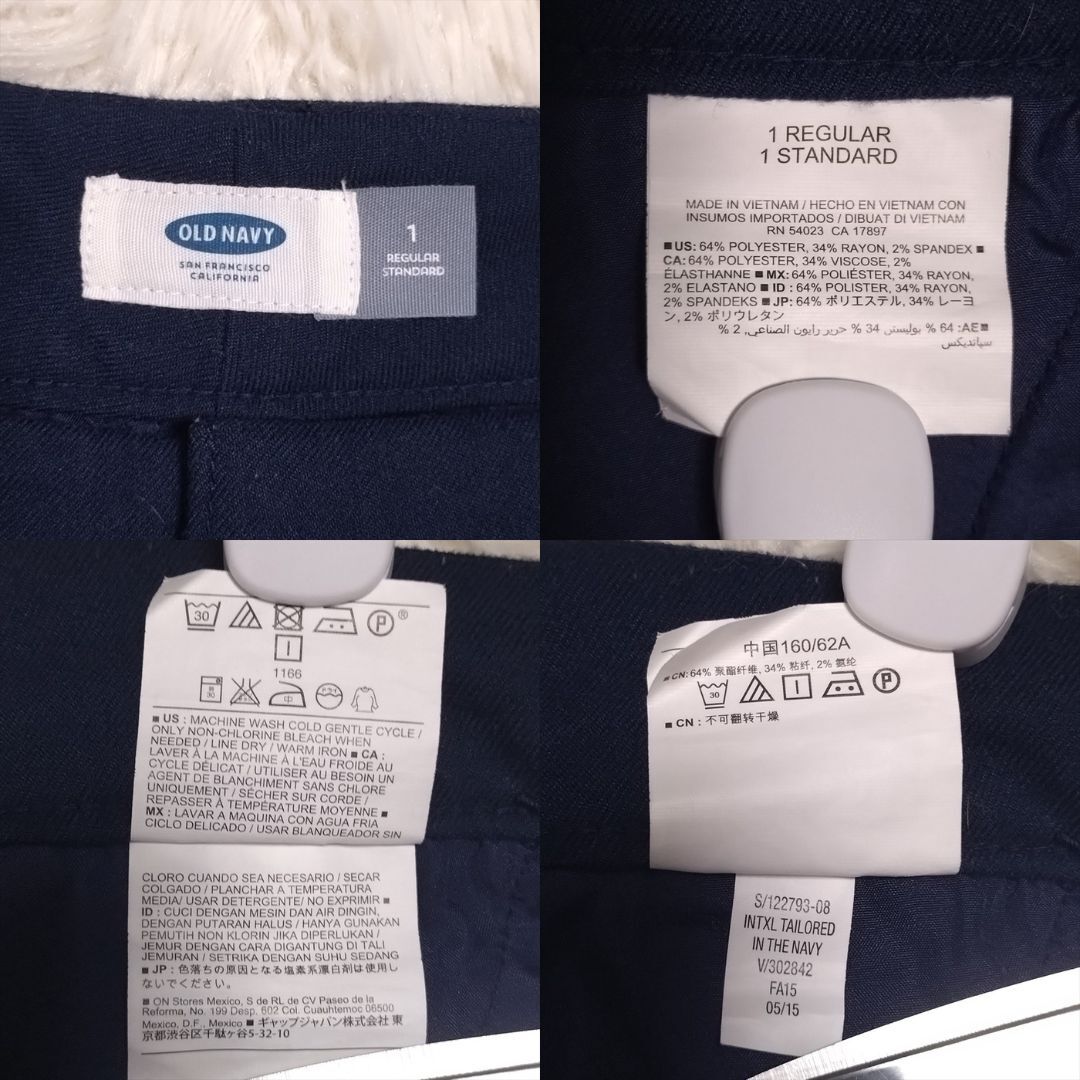 OLD NAVY
SAN FRANCISCO
CALIFORNIA
1
REGULAR
STANDARD
1 REGULAR
1 STANDARD
MADE IN VIETNAM / HECHO EN VIETNAM CON
INSUMOS IMPORTADOS / DIBUAT DI VIETNAM
RN 54023 CA 17897
■ US: 64% POLYESTER, 34% RAYON, 2% SPANDEX ■
CA: 64% POLYESTER, 34% VISCOSE, 2%
ÉLASTHANNE ■ MX: 64% POLIÉSTER, 34% RAYON,
2% ELASTANO ■ ID : 64% POLISTER, 34% RAYON,
2% SPANDEKS ■ JP: 64% ポリエステル, 34% レーヨ
ン, 2% ポリウレタン
■AE: 64 % بوليستر, 34 % حرير رايون الصناعي, 2 %
سپانديكس
30
P®
1166
30
中
■ US : MACHINE WASH COLD GENTLE CYCLE /
ONLY NON-CHLORINE BLEACH WHEN
NEEDED / LINE DRY / WARM IRON ■ CA :
LAVER À LA MACHINE À L'EAU FROIDE AU
CYCLE DÉLICAT / UTILISER AU BESOIN UN
AGENT DE BLANCHIMENT SANS CHLORE
UNIQUEMENT / SÉCHER SUR CORDE /
REPASSER À TEMPÉRATURE MOYENNE ■
MX : LAVAR A MAQUINA CON AGUA FRIA
CICLO DELICADO / USAR BLANQUEADOR SIN
CLORO CUANDO SEA NECESARIO / SECAR
COLGADO / PLANCHAR A TEMPERATURA
MEDIA/ USAR DETERGENTE/ NO EXPRIMIR ■
ID : CUCI DENGAN MESIN DAN AIR DINGIN,
DENGAN PUTARAN HALUS / HANYA GUNAKAN
PEMUTIH NON KLORIN JIKA DIPERLUKAN /
JEMUR DENGAN CARA DIGANTUNG DI TALI
JEMURAN / SETRIKA DENGAN SUHU SEDANG
■ JP : 色落ちの原因となる塩素系漂白剤は使用し
ないでください。
■ ON Stores Mexico, S de RL de CV Paseo de la
Reforma, No. 199 Desp. 602 Col. Cuauhtemoc 06500
Mexico, D.F., Mexico ■ ギャップジャパン株式会社 東
京都渋谷区千駄ヶ谷5-32-10
中国160/62A
■ CN: 64% 聚酯纤维, 34% 粘纤, 2% 氨纶
30
P
■ CN : 不可翻转干燥
S/122793-08
INTXL TAILORED
IN THE NAVY
V/302842
FA15
05/15